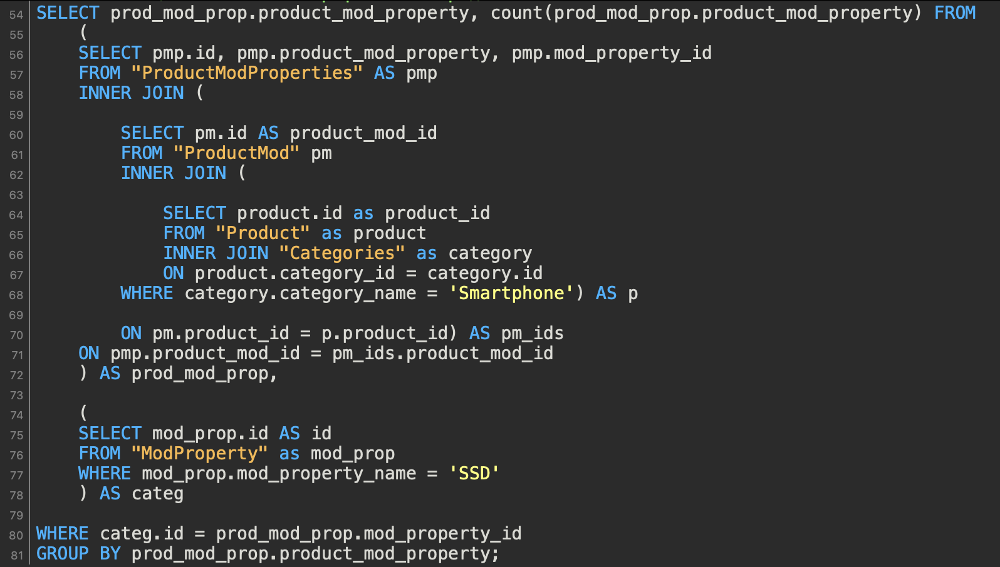 54 SELECT prod_mod_prop.product_mod_property, count(prod_mod_prop.product_mod_property) FROM
55 (
56 SELECT pmp.id, pmp.product_mod_property, pmp.mod_property_id
57 FROM "ProductModProperties" AS pmp
58 INNER JOIN (
59
60 SELECT pm.id AS product_mod_id
61 FROM "ProductMod" pm
62 INNER JOIN (
63
64 SELECT product.id as product_id
65 FROM "Product" as product
66 INNER JOIN "Categories" as category
67 ON product.category_id = category.id
68 WHERE category.category_name = 'Smartphone') AS p
69
70 ON pm.product_id = p.product_id) AS pm_ids
71 ON pmp.product_mod_id = pm_ids.product_mod_id
72 ) AS prod_mod_prop,
73
74 (
75 SELECT mod_prop.id AS id
76 FROM "ModProperty" as mod_prop
77 WHERE mod_prop.mod_property_name = 'SSD'
78 ) AS categ
79
80 WHERE categ.id = prod_mod_prop.mod_property_id
81 GROUP BY prod_mod_prop.product_mod_property;